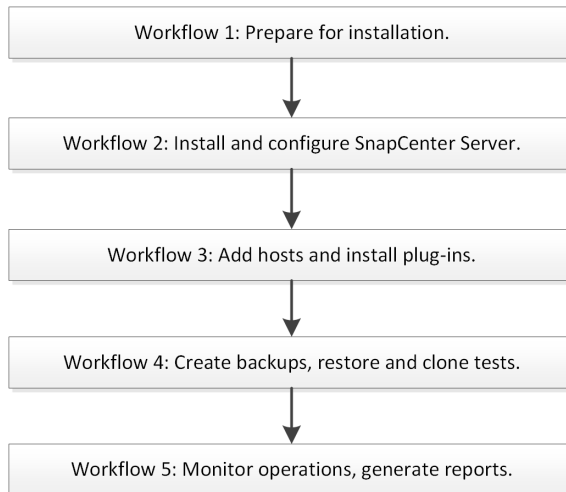 Workflow 1: Prepare for installation.
Workflow 2: Install and configure SnapCenter Server.
Workflow 3: Add hosts and install plug-ins.
Workflow 4: Create backups, restore and clone tests.
Workflow 5: Monitor operations, generate reports.